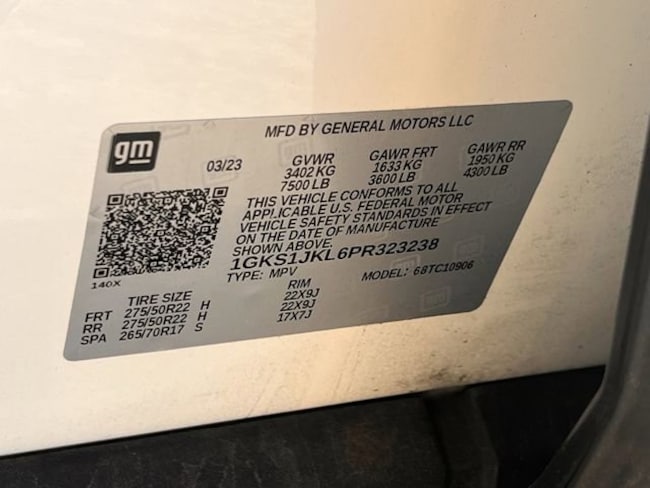 MFD BY GENERAL MOTORS LLC
gm
03/23 GVWR GAWR FRT GAWR RR
3402 KG 1633 KG 1950 KG
7500 LB 3600 LB 4300 LB
THIS VEHICLE CONFORMS TO ALL
APPLICABLE U.S. FEDERAL MOTOR
VEHICLE SAFETY STANDARDS IN EFFECT
ON THE DATE OF MANUFACTURE
SHOWN ABOVE.
1GKS1JKL6PR323238
TYPE: MPV MODEL: 68TC10906
140X
TIRE SIZE RIM
FRT 275/50R22 H 22X9J
RR 275/50R22 H 22X9J
SPA 265/70R17 S 17X7J